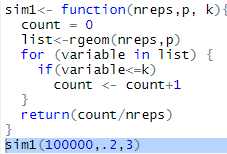 sim1<- function(nreps,p, k){
  count = 0
  list<-rgeom(nreps,p)
  for (variable in list) {
    if(variable<=k)
      count <- count+1
  }
  return(count/nreps)
}
sim1(100000,.2,3)